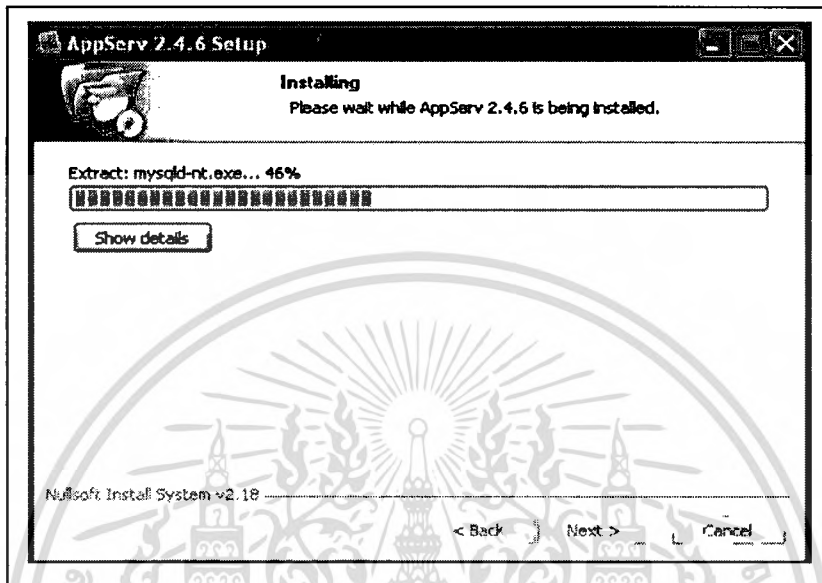 AppServ 2.4.6 Setup
Installing
Please wait while AppServ 2.4.6 is being installed.
Extract: mysqld-nt.exe... 46%
Show details
Nullsoft Install System v2.18
< Back
Next >
Cancel